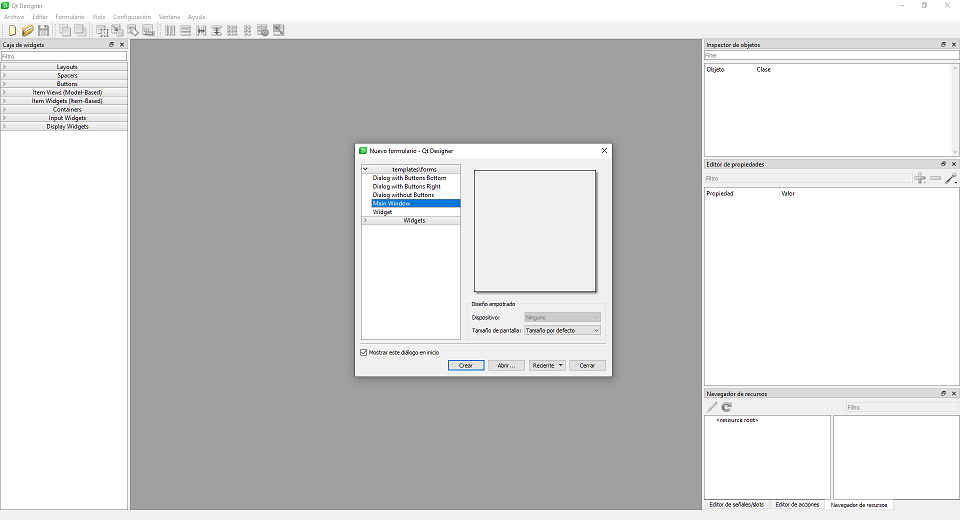 Qt Designer
Archivo Editar Formulario Vista Configuración Ventana Ayuda
Caja de widgets
Filtro
Layouts
Spacers
Buttons
Item Views (Model-Based)
Item Widgets (Item-Based)
Containers
Input Widgets
Display Widgets
Nuevo formulario - Qt Designer
templates\forms
Dialog with Buttons Bottom
Dialog with Buttons Right
Dialog without Buttons
Main Window
Widget
Widgets
Diseño empotrado
Dispositivo: Ninguno
Tamaño de pantalla: Tamaño por defecto
Mostrar este diálogo en inicio
Crear Abrir... Reciente Cerrar
Inspector de objetos
Filter
Objeto Clase
Editor de propiedades
Filtro
Propiedad Valor
Navegador de recursos
Filtro
<resource root>
Editor de señales/slots Editor de acciones Navegador de recursos